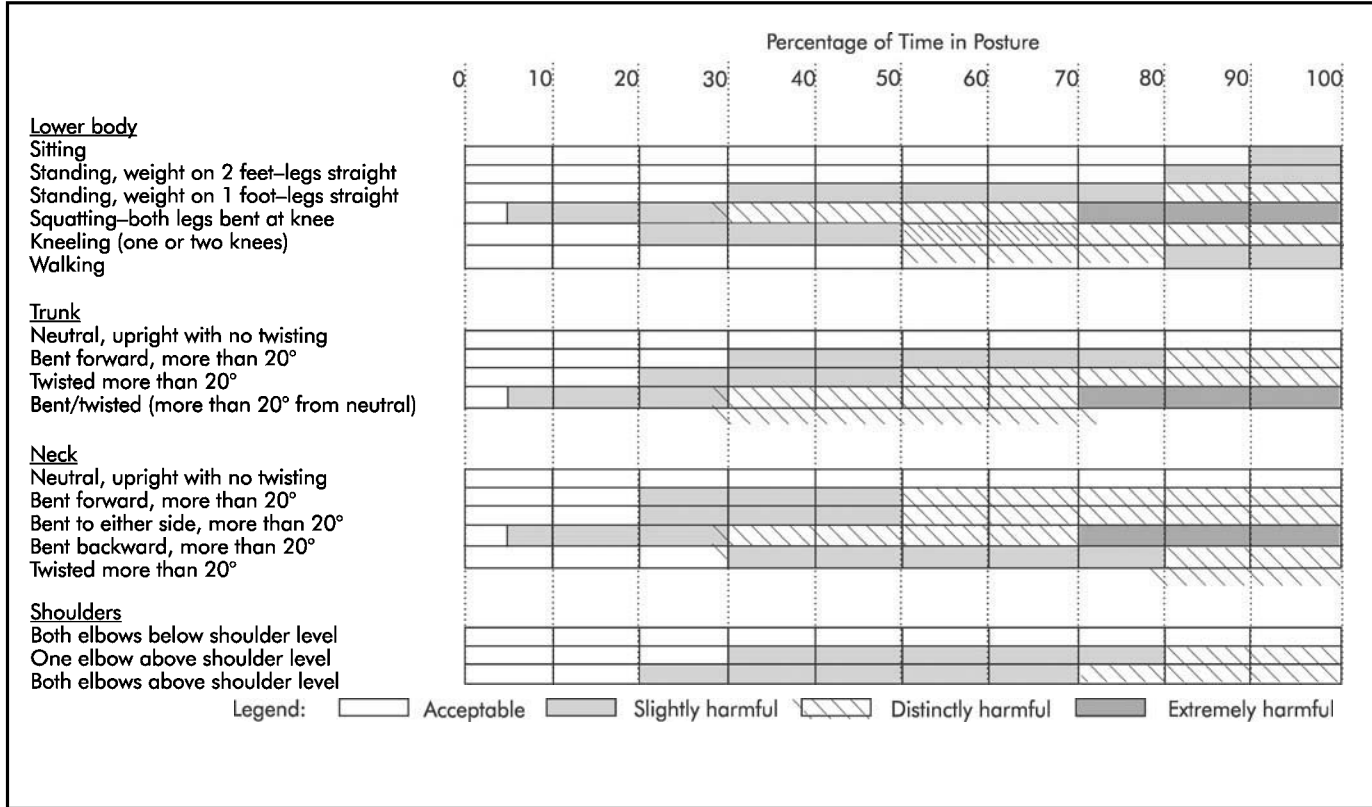 Percentage of Time in Posture
0 10 20 30 40 50 60 70 80 90 100
Lower body
Sitting
Standing, weight on 2 feet–legs straight
Standing, weight on 1 foot–legs straight
Squatting–both legs bent at knee
Kneeling (one or two knees)
Walking
Trunk
Neutral, upright with no twisting
Bent forward, more than 20°
Twisted more than 20°
Bent/twisted (more than 20° from neutral)
Neck
Neutral, upright with no twisting
Bent forward, more than 20°
Bent to either side, more than 20°
Bent backward, more than 20°
Twisted more than 20°
Shoulders
Both elbows below shoulder level
One elbow above shoulder level
Both elbows above shoulder level
Legend: Acceptable Slightly harmful Distinctly harmful Extremely harmful